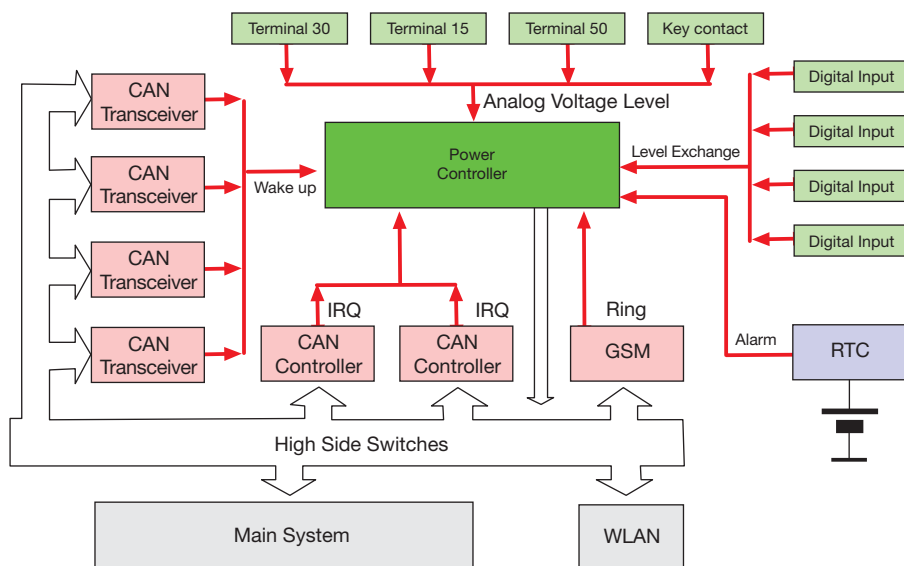 Terminal 30
Terminal 15
Terminal 50
Key contact
CAN
Transceiver
Analog Voltage Level
Digital Input
Power
Controller
Level Exchange
Digital Input
CAN
Transceiver
Wake up
Digital Input
CAN
Transceiver
Digital Input
IRQ
IRQ
Ring
CAN
Transceiver
CAN
Controller
CAN
Controller
GSM
Alarm
RTC
High Side Switches
Main System
WLAN